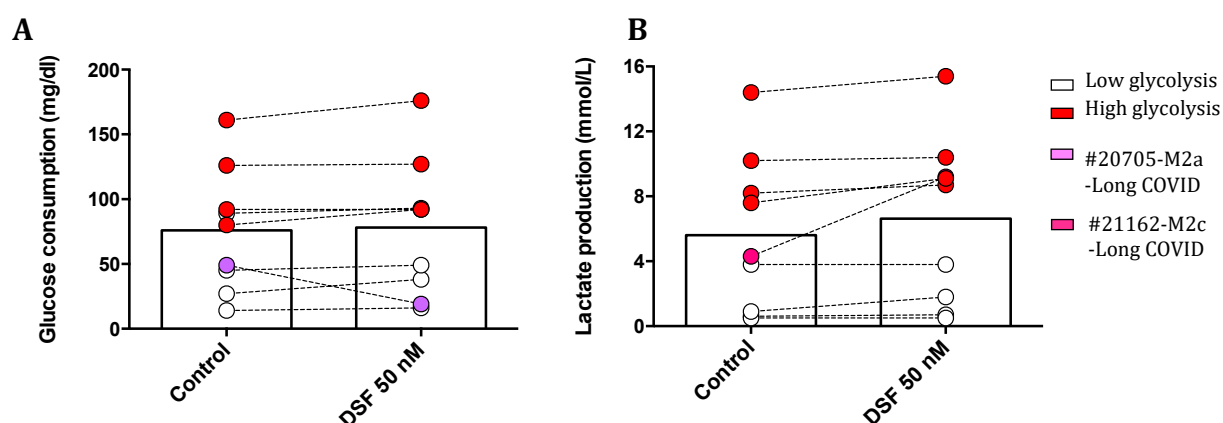 A
Glucose consumption (mg/dl)
200
150
100
50
0
Control
DSF 50 nM
B
Lactate production (mmol/L)
16
12
8
4
0
Control
DSF 50 nM
Low glycolysis
High glycolysis
#20705-M2a
-Long COVID
#21162-M2c
-Long COVID